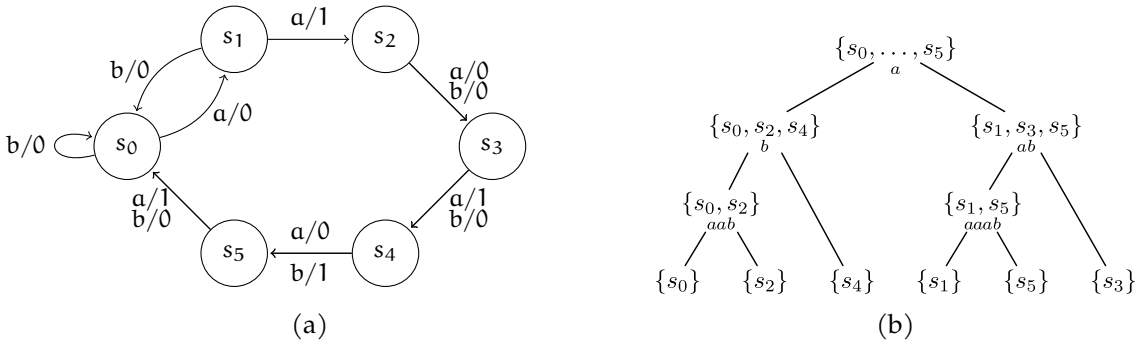 s₁
a/1
s₂
b/0
a/0
a/0
b/0
b/0
s₀
s₃
a/1
b/0
a/1
b/0
s₅
a/0
b/1
s₄
(a)
{s₀, …, s₅}
a
{s₀, s₂, s₄}
b
{s₁, s₃, s₅}
ab
{s₀, s₂}
aab
{s₁, s₅}
aaab
{s₀} {s₂} {s₄} {s₁} {s₅} {s₃}
(b)